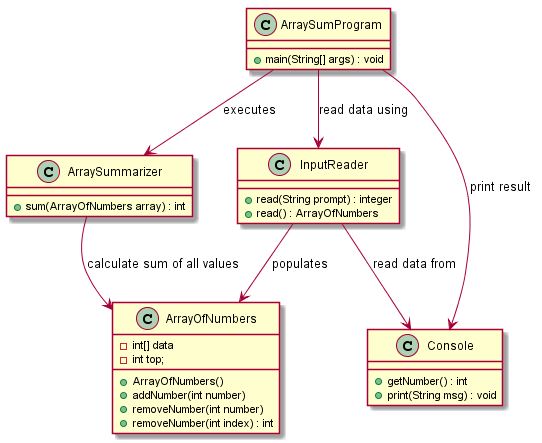 C ArraySumProgram
main(String[] args) : void
executes
read data using
print result
C ArraySummarizer
sum(ArrayOfNumbers array) : int
C InputReader
read(String prompt) : integer
read() : ArrayOfNumbers
calculate sum of all values
populates
read data from
C ArrayOfNumbers
int[] data
int top;
ArrayOfNumbers()
addNumber(int number)
removeNumber(int number)
removeNumber(int index) : int
C Console
getNumber() : int
print(String msg) : void